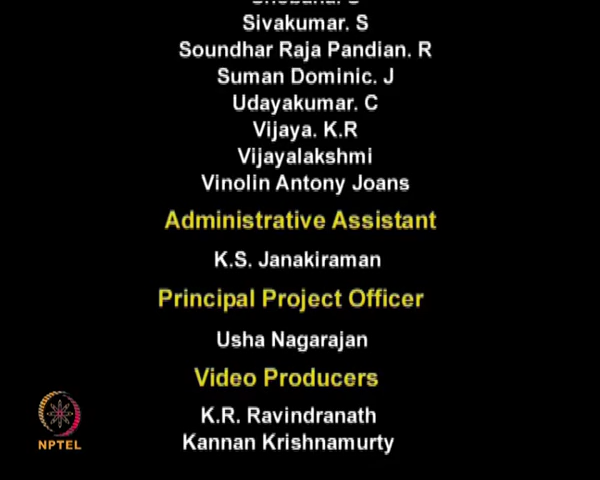 Sivakumar. S
Soundhar Raja Pandian. R
Suman Dominic. J
Udayakumar. C
Vijaya. K.R
Vijayalakshmi
Vinolin Antony Joans
Administrative Assistant
K.S. Janakiraman
Principal Project Officer
Usha Nagarajan
Video Producers
K.R. Ravindranath
Kannan Krishnamurty
NPTEL